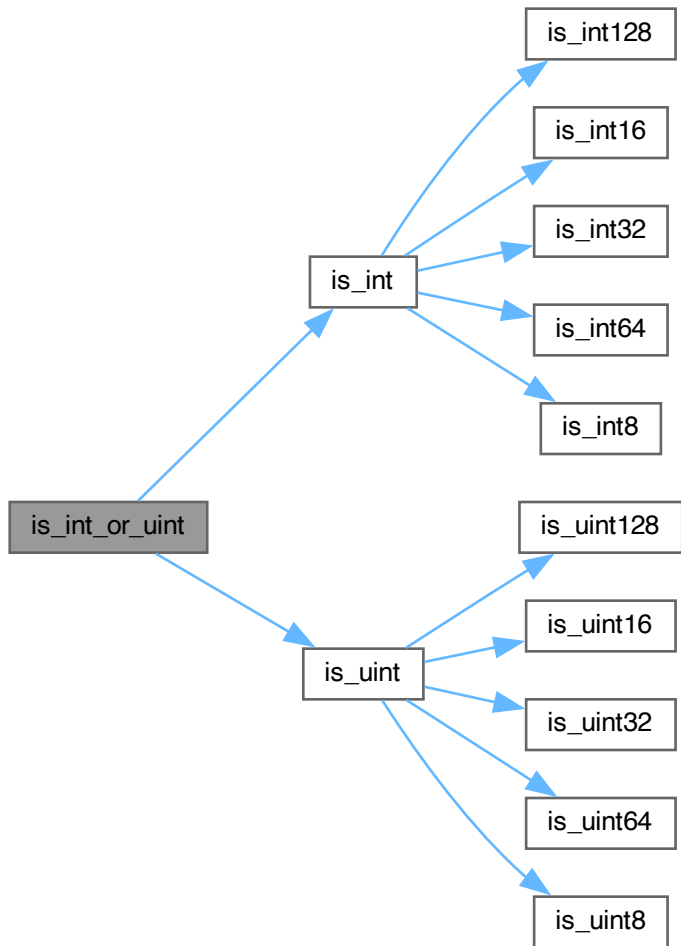 is_int128
is_int16
is_int32
is_int
is_int64
is_int8
is_int_or_uint
is_uint128
is_uint16
is_uint
is_uint32
is_uint64
is_uint8